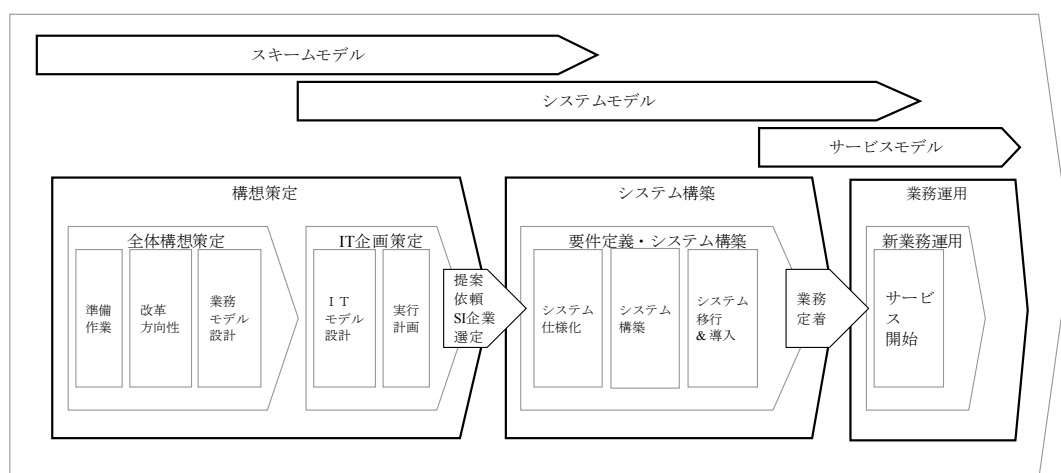 スキームモデル
システムモデル
サービスモデル
構想策定
システム構築
業務運用
全体構想策定
IT企画策定
要件定義・システム構築
新業務運用
準備
作業
改革
方向性
業務
モデル
設計
ＩＴ
モデル
設計
実行
計画
提案
依頼
SI企業
選定
システム
仕様化
システム
構築
システム
移行
&導入
業務
定着
サービ
ス
開始